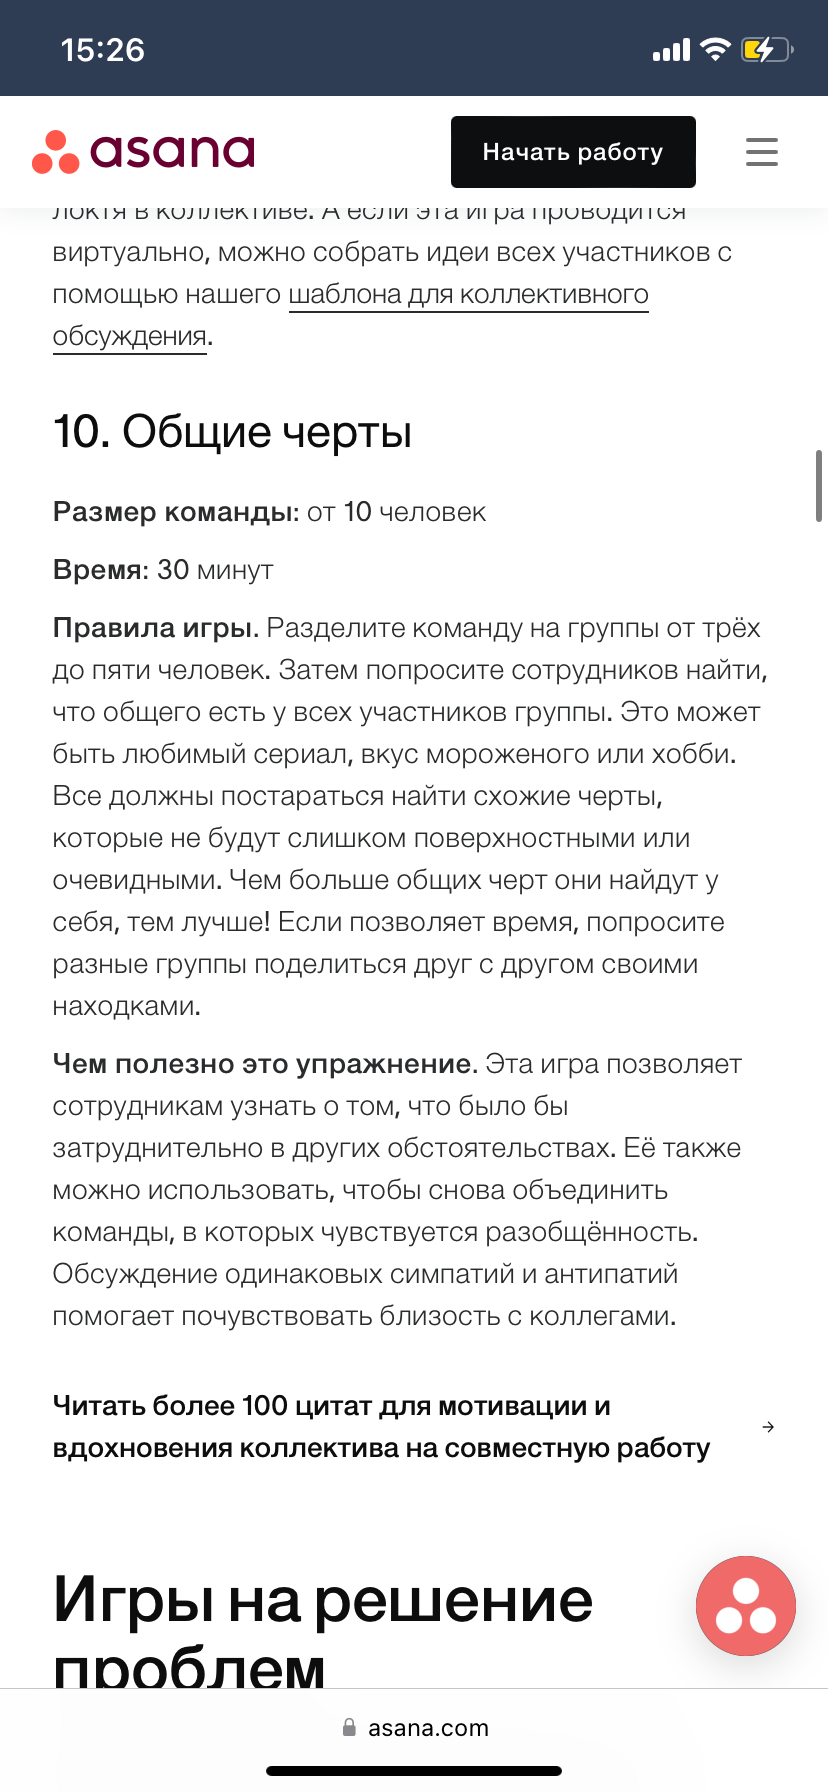 15:26
asana
Начать работу
локтя в коллективе. А если эта игра проводится
виртуально, можно собрать идеи всех участников с
помощью нашего шаблона для коллективного
обсуждения.
10. Общие черты
Размер команды: от 10 человек
Время: 30 минут
Правила игры. Разделите команду на группы от трёх
до пяти человек. Затем попросите сотрудников найти,
что общего есть у всех участников группы. Это может
быть любимый сериал, вкус мороженого или хобби.
Все должны постараться найти схожие черты,
которые не будут слишком поверхностными или
очевидными. Чем больше общих черт они найдут у
себя, тем лучше! Если позволяет время, попросите
разные группы поделиться друг с другом своими
находками.
Чем полезно это упражнение. Эта игра позволяет
сотрудникам узнать о том, что было бы
затруднительно в других обстоятельствах. Её также
можно использовать, чтобы снова объединить
команды, в которых чувствуется разобщённость.
Обсуждение одинаковых симпатий и антипатий
помогает почувствовать близость с коллегами.
Читать более 100 цитат для мотивации и
вдохновения коллектива на совместную работу
Игры на решение
проблем
asana.com